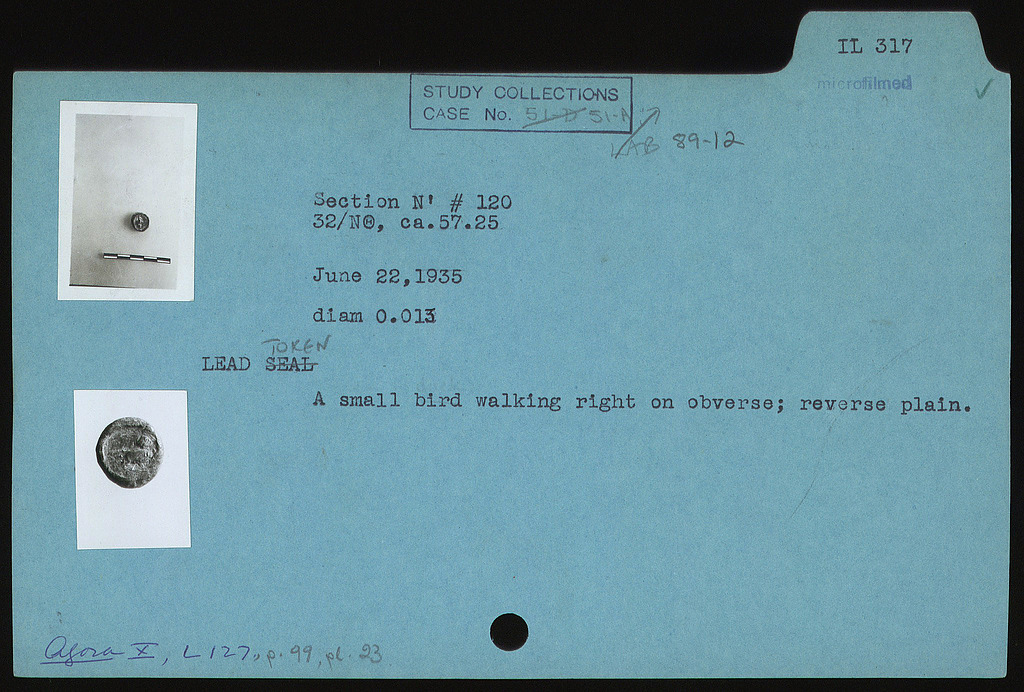 IL 317
microfilmed
STUDY COLLECTIONS
CASE No. 51-D 51-A
LAB 89-12
Section N' # 120
32/NΘ, ca.57.25
June 22,1935
diam 0.013
TOKEN
LEAD SEAL
A small bird walking right on obverse; reverse plain.
Agora X, L127, p. 99, pl. 23